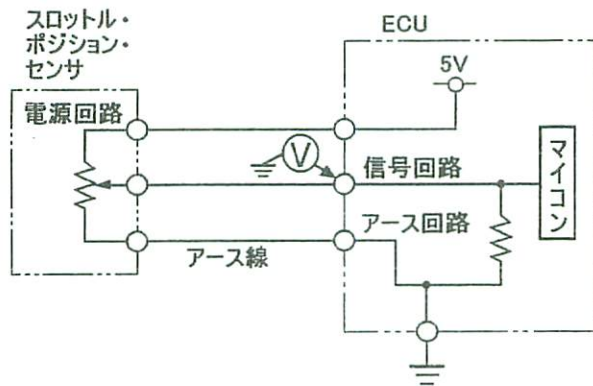 スロットル・
ポジション・
センサ
電源回路
ECU
5V
V
信号回路
マイコン
アース回路
アース線